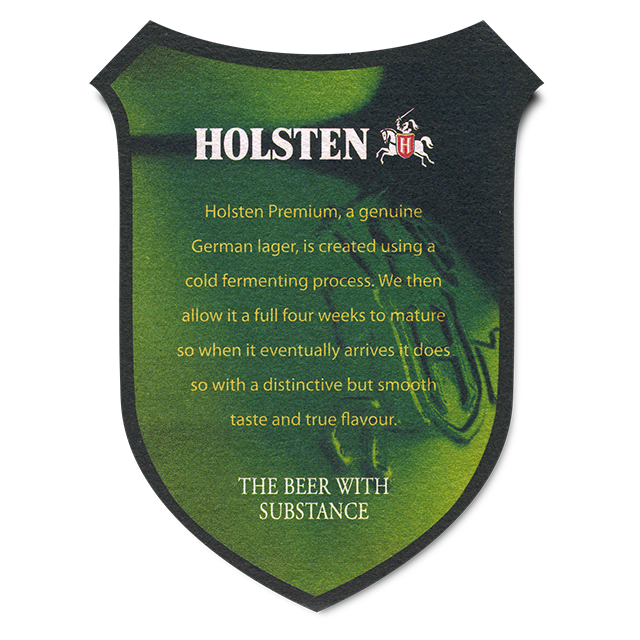 HOLSTEN H
Holsten Premium, a genuine
German lager, is created using a
cold fermenting process. We then
allow it a full four weeks to mature
so when it eventually arrives it does
so with a distinctive but smooth
taste and true flavour.
THE BEER WITH
SUBSTANCE